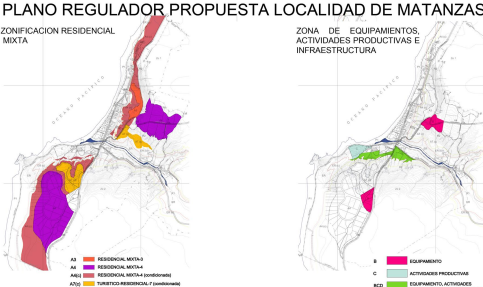 PLANO REGULADOR PROPUESTA LOCALIDAD DE MATANZAS
ZONIFICACION RESIDENCIAL
MIXTA
ZONA DE EQUIPAMIENTOS,
ACTIVIDADES PRODUCTIVAS E
INFRAESTRUCTURA
OCEANO PACIFICO
OCEANO PACIFICO
A3 RESIDENCIAL MIXTA-3
A4 RESIDENCIAL MIXTA-4
A4(c) RESIDENCIAL MIXTA-4 (condicionada)
A7(c) TURISTICO-RESIDENCIAL-7 (condicionada)
B EQUIPAMIENTO
C ACTIVIDADES PRODUCTIVAS
BCD EQUIPAMIENTO, ACTIVIDADES